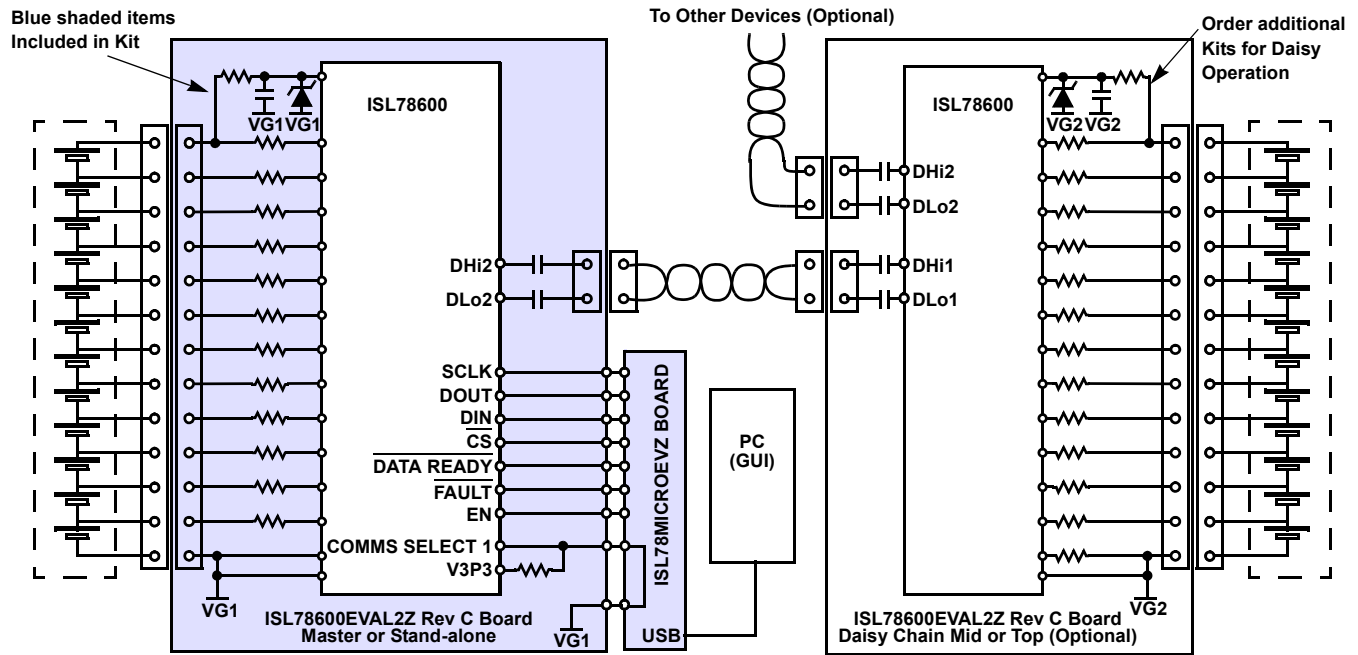 Blue shaded items
Included in Kit
To Other Devices (Optional)
Order additional
Kits for Daisy
Operation
ISL78600
VG1
VG1
DHi2
DLo2
SCLK
DOUT
DIN
CS
DATA READY
FAULT
EN
COMMS SELECT 1
V3P3
VG1
VG1
ISL78600EVAL2Z Rev C Board
Master or Stand-alone
ISL78MICROEVZ BOARD
USB
PC
(GUI)
ISL78600
VG2
VG2
DHi2
DLo2
DHi1
DLo1
VG2
ISL78600EVAL2Z Rev C Board
Daisy Chain Mid or Top (Optional)